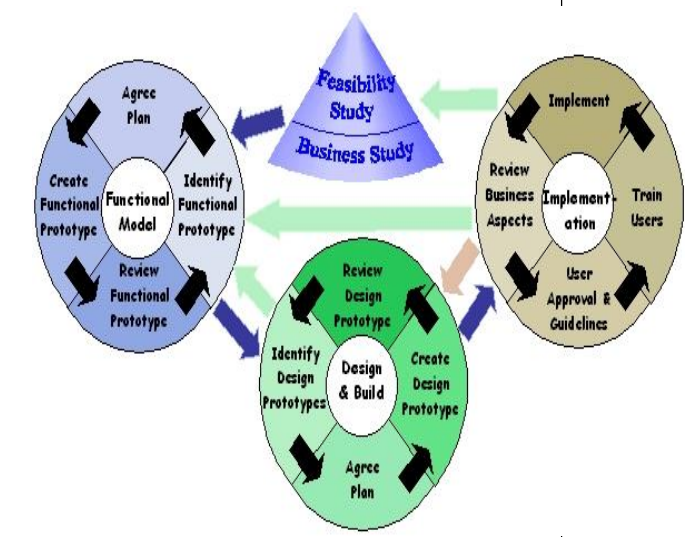 Feasibility
Study
Business Study
Agree
Plan
Create
Functional
Prototype
Functional
Model
Identify
Functional
Prototype
Review
Functional
Prototype
Implement
Review
Business
Aspects
Implement-
ation
Train
Users
User
Approval &
Guidelines
Review
Design
Prototype
Identify
Design
Prototypes
Design
& Build
Create
Design
Prototype
Agree
Plan